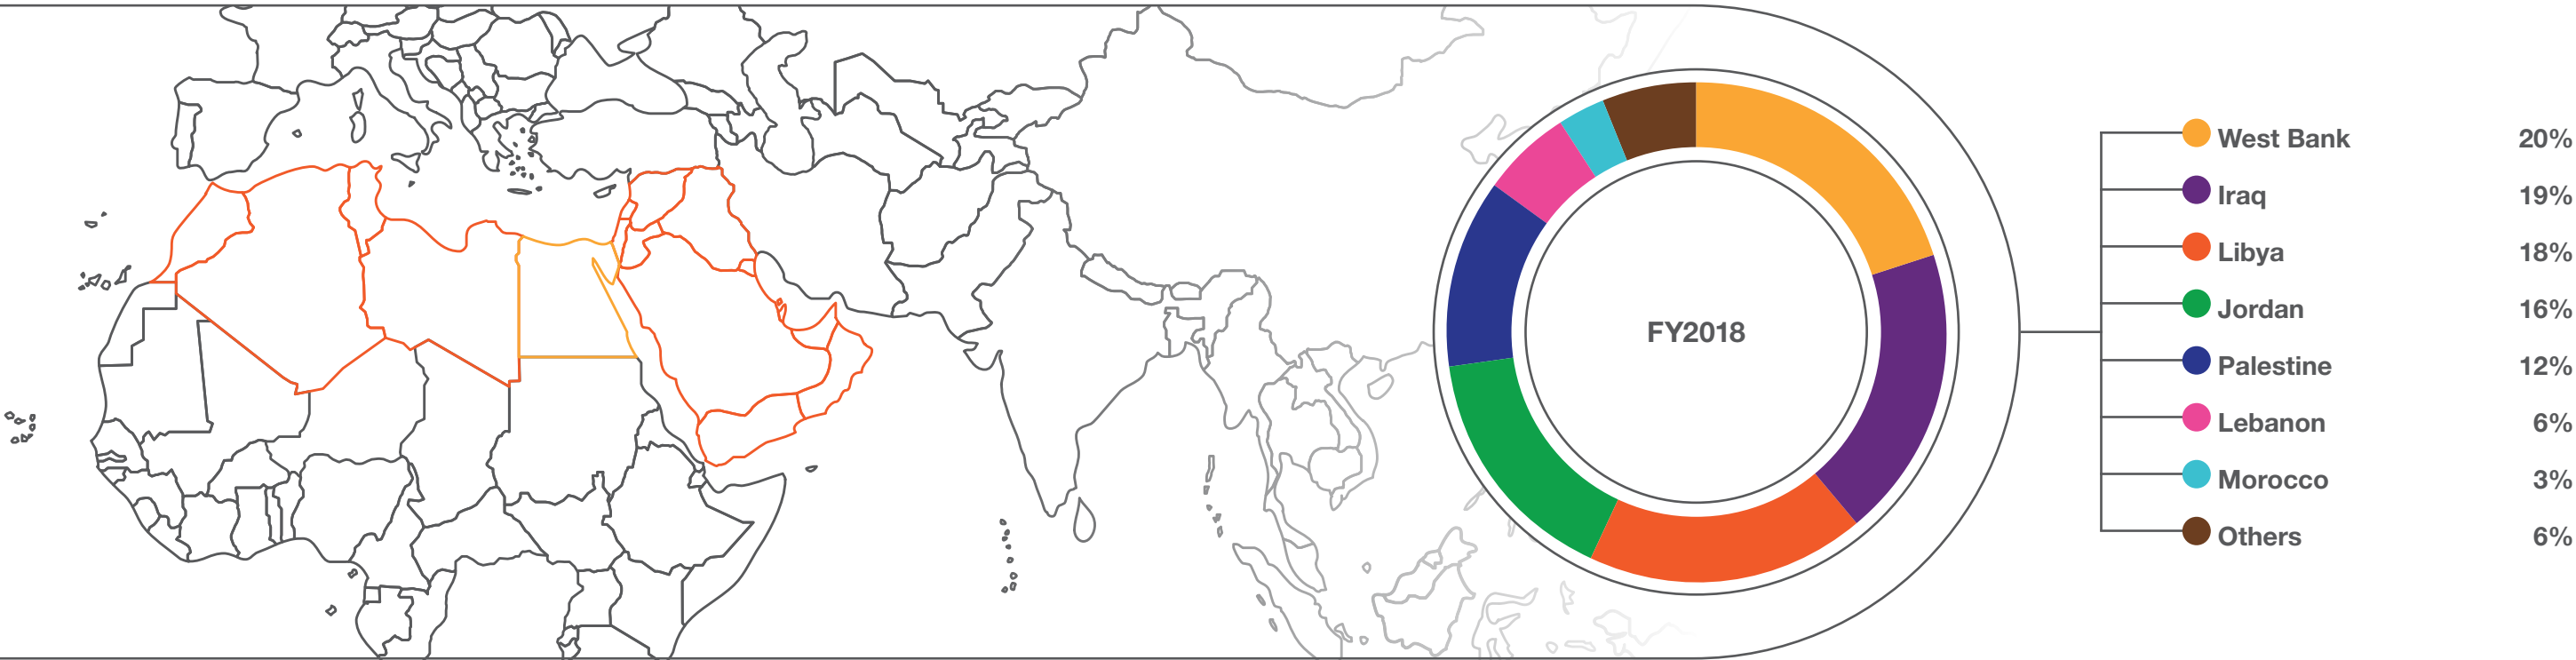 FY2018
West Bank 20%
Iraq 19%
Libya 18%
Jordan 16%
Palestine 12%
Lebanon 6%
Morocco 3%
Others 6%